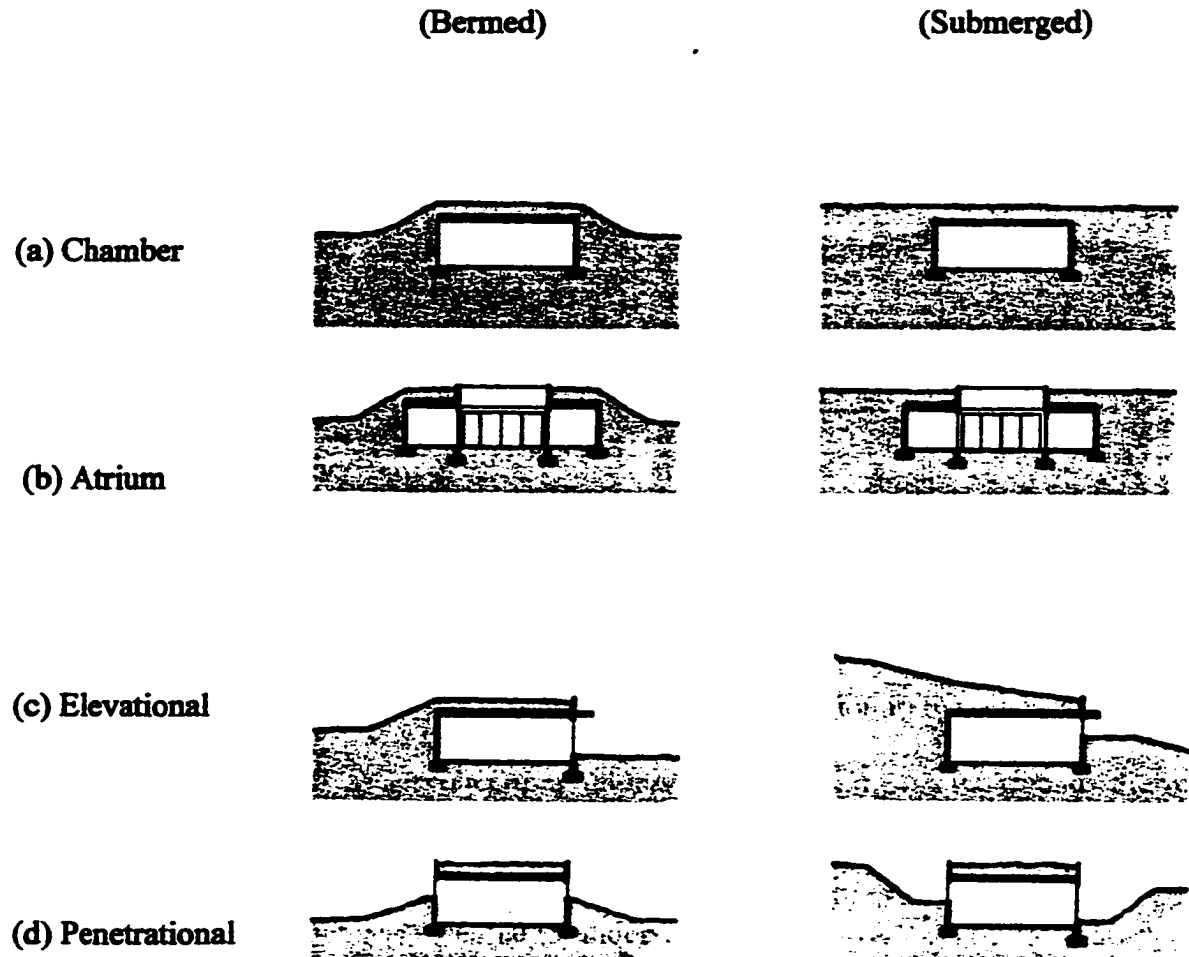 (Bermed) (Submerged)
(a) Chamber
(b) Atrium
(c) Elevational
(d) Penetrational